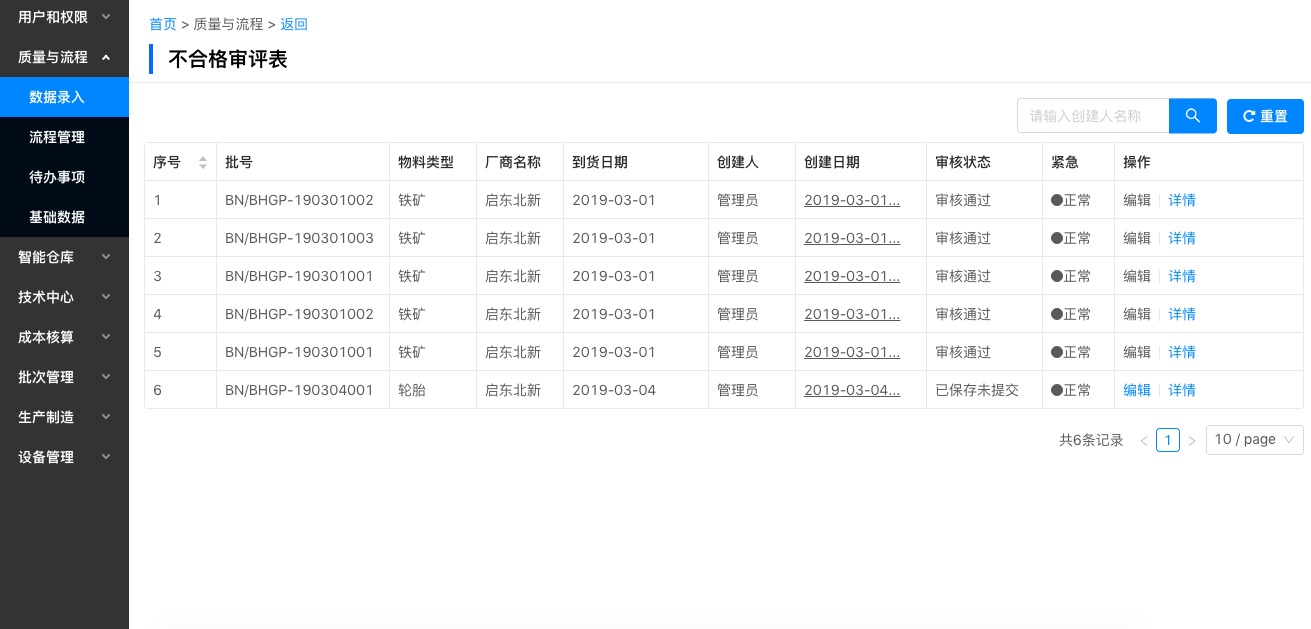 用户和权限
质量与流程
数据录入
流程管理
待办事项
基础数据
智能仓库
技术中心
成本核算
批次管理
生产制造
设备管理
首页 > 质量与流程 > 返回
不合格审评表
请输入创建人名称 重置
序号 批号 物料类型 厂商名称 到货日期 创建人 创建日期 审核状态 紧急 操作
1 BN/BHGP-190301002 铁矿 启东北新 2019-03-01 管理员 2019-03-01... 审核通过 正常 编辑 详情
2 BN/BHGP-190301003 铁矿 启东北新 2019-03-01 管理员 2019-03-01... 审核通过 正常 编辑 详情
3 BN/BHGP-190301001 铁矿 启东北新 2019-03-01 管理员 2019-03-01... 审核通过 正常 编辑 详情
4 BN/BHGP-190301002 铁矿 启东北新 2019-03-01 管理员 2019-03-01... 审核通过 正常 编辑 详情
5 BN/BHGP-190301001 铁矿 启东北新 2019-03-01 管理员 2019-03-01... 审核通过 正常 编辑 详情
6 BN/BHGP-190304001 轮胎 启东北新 2019-03-04 管理员 2019-03-04... 已保存未提交 正常 编辑 详情
共6条记录 < 1 > 10 / page